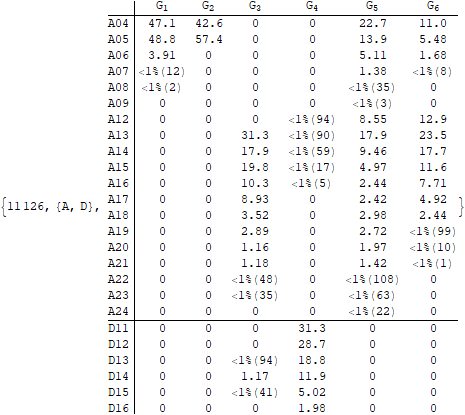 G1 G2 G3 G4 G5 G6
A04 47.1 42.6 0 0 22.7 11.0
A05 48.8 57.4 0 0 13.9 5.48
A06 3.91 0 0 0 5.11 1.68
A07 <1%(12) 0 0 0 1.38 <1%(8)
A08 <1%(2) 0 0 0 <1%(35) 0
A09 0 0 0 0 <1%(3) 0
A12 0 0 0 <1%(94) 8.55 12.9
A13 0 0 31.3 <1%(90) 17.9 23.5
A14 0 0 17.9 <1%(59) 9.46 17.7
A15 0 0 19.8 <1%(17) 4.97 11.6
A16 0 0 10.3 <1%(5) 2.44 7.71
A17 0 0 8.93 0 2.42 4.92
{11126, {A, D}, A18 0 0 3.52 0 2.98 2.44 }
A19 0 0 2.89 0 2.72 <1%(99)
A20 0 0 1.16 0 1.97 <1%(10)
A21 0 0 1.18 0 1.42 <1%(1)
A22 0 0 <1%(48) 0 <1%(108) 0
A23 0 0 <1%(35) 0 <1%(63) 0
A24 0 0 0 0 <1%(22) 0
D11 0 0 0 31.3 0 0
D12 0 0 0 28.7 0 0
D13 0 0 <1%(94) 18.8 0 0
D14 0 0 1.17 11.9 0 0
D15 0 0 <1%(41) 5.02 0 0
D16 0 0 0 1.98 0 0